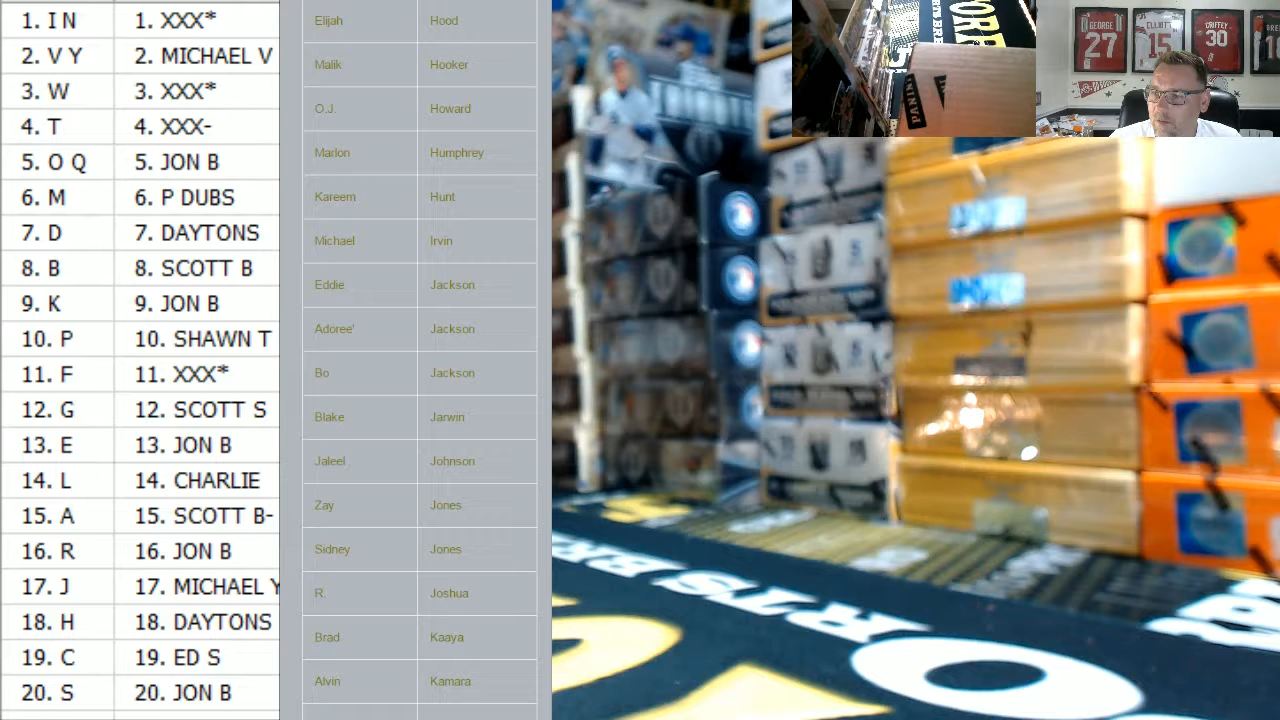 1. I N 1. XXX*
2. V Y 2. MICHAEL V
3. W 3. XXX*
4. T 4. XXX-
5. O Q 5. JON B
6. M 6. P DUBS
7. D 7. DAYTONS
8. B 8. SCOTT B
9. K 9. JON B
10. P 10. SHAWN T
11. F 11. XXX*
12. G 12. SCOTT S
13. E 13. JON B
14. L 14. CHARLIE
15. A 15. SCOTT B-
16. R 16. JON B
17. J 17. MICHAEL Y
18. H 18. DAYTONS
19. C 19. ED S
20. S 20. JON B
Elijah Hood
Malik Hooker
O.J. Howard
Marlon Humphrey
Kareem Hunt
Michael Irvin
Eddie Jackson
Adoree' Jackson
Bo Jackson
Blake Jarwin
Jaleel Johnson
Zay Jones
Sidney Jones
R. Joshua
Brad Kaaya
Alvin Kamara
PANINI
GEORGE
27
ELLIOTT
15
GRIFFEY
30